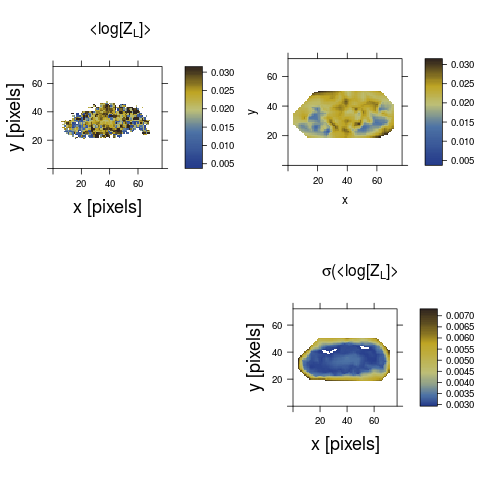 <log[Z_L]>
60
40
20
20 40 60
y [pixels]
x [pixels]
0.030
0.025
0.020
0.015
0.010
0.005
60
40
20
20 40 60
y
x
0.030
0.025
0.020
0.015
0.010
0.005
σ(<log[Z_L]>
60
40
20
20 40 60
y [pixels]
x [pixels]
0.0070
0.0065
0.0060
0.0055
0.0050
0.0045
0.0040
0.0035
0.0030